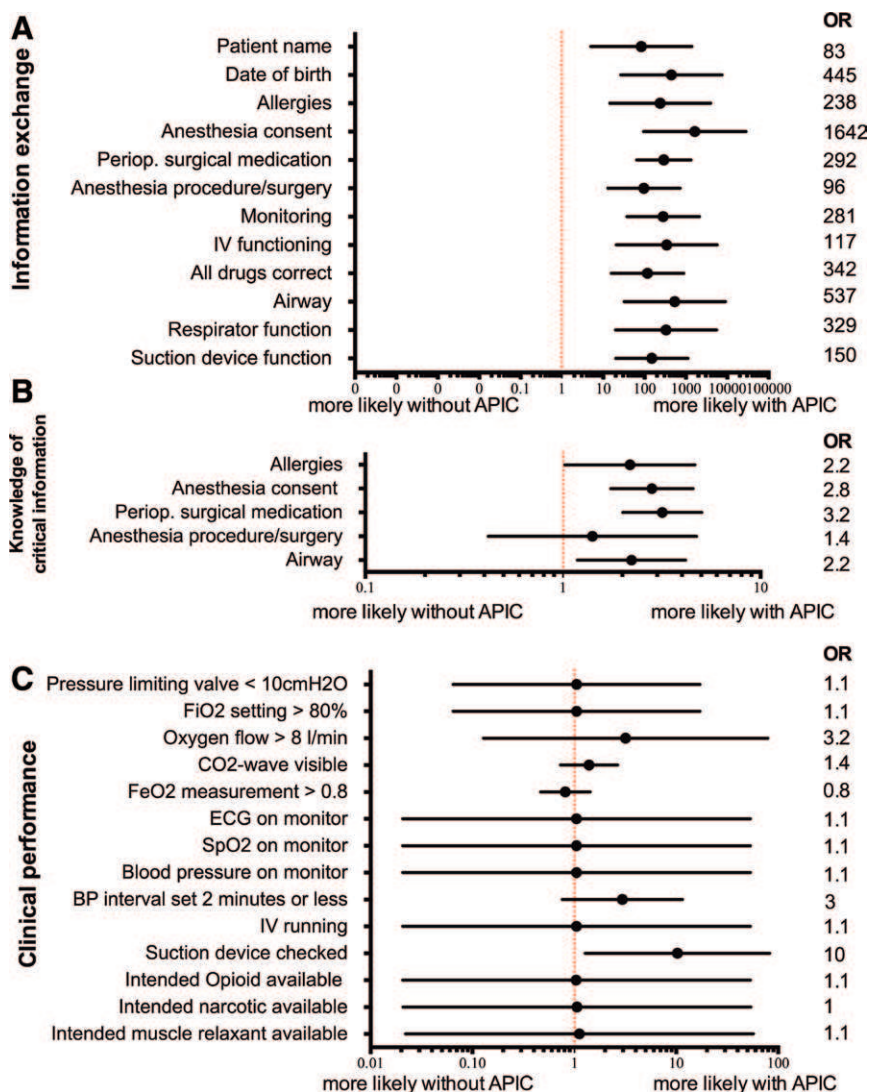 A
Information exchange
OR
Patient name 83
Date of birth 445
Allergies 238
Anesthesia consent 1642
Periop. surgical medication 292
Anesthesia procedure/surgery 96
Monitoring 281
IV functioning 117
All drugs correct 342
Airway 537
Respirator function 329
Suction device function 150
0 0 0 0 0.1 1 10 100 1000 10000100000
more likely without APIC more likely with APIC
B
Knowledge of
critical information
OR
Allergies 2.2
Anesthesia consent 2.8
Periop. surgical medication 3.2
Anesthesia procedure/surgery 1.4
Airway 2.2
0.1 1 10
more likely without APIC more likely with APIC
C
Clinical performance
OR
Pressure limiting valve < 10cmH2O 1.1
FiO2 setting > 80% 1.1
Oxygen flow > 8 l/min 3.2
CO2-wave visible 1.4
FeO2 measurement > 0.8 0.8
ECG on monitor 1.1
SpO2 on monitor 1.1
Blood pressure on monitor 1.1
BP interval set 2 minutes or less 3
IV running 1.1
Suction device checked 10
Intended Opioid available 1.1
Intended narcotic available 1
Intended muscle relaxant available 1.1
0.01 0.10 1 10 100
more likely without APIC more likely with APIC